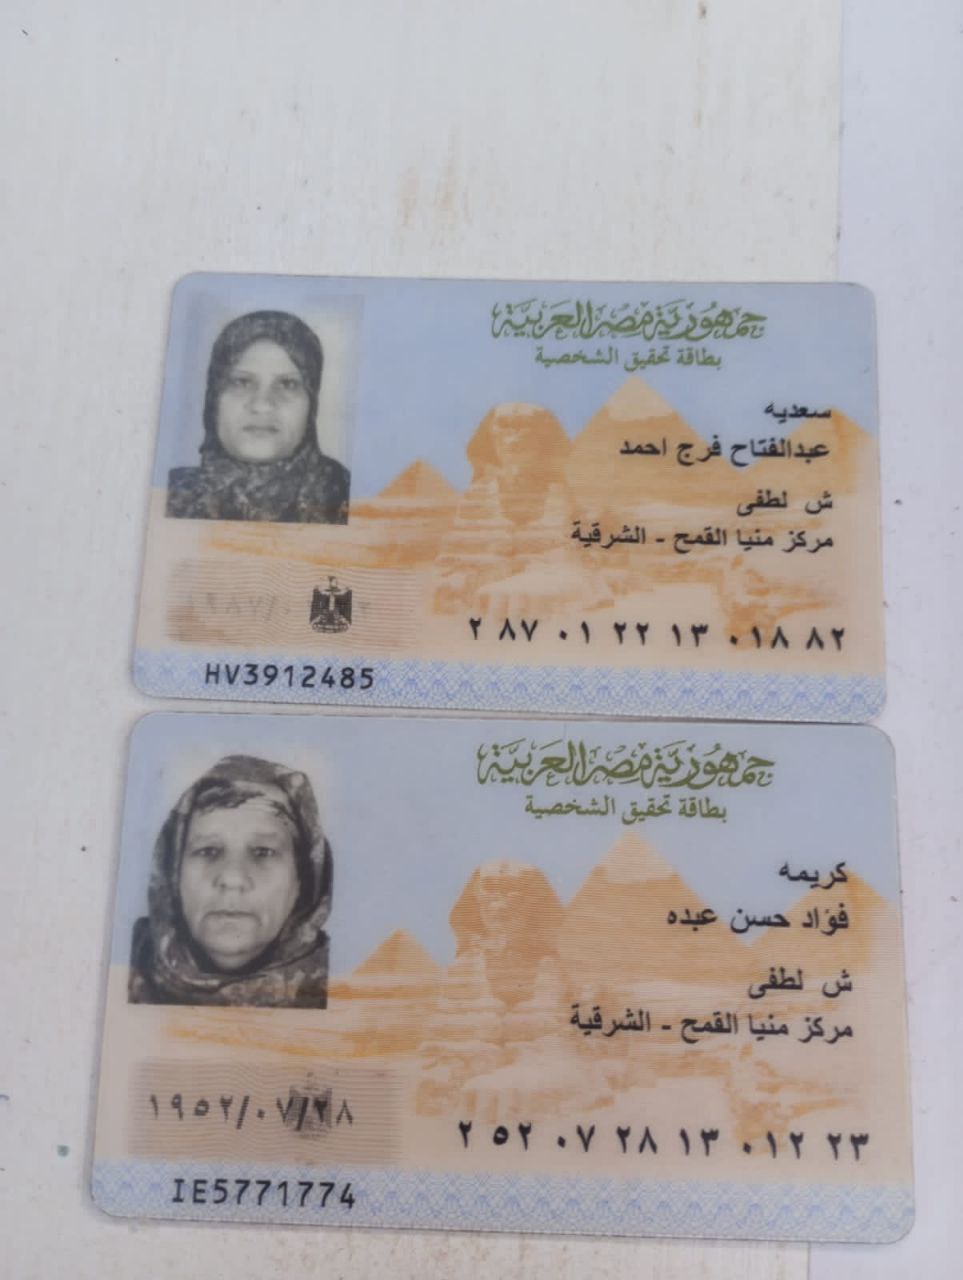 جمهورية مصر العربية
بطاقة تحقيق الشخصية
سعديه
عبدالفتاح فرج احمد
ش لطفى
مركز منيا القمح - الشرقية
٢ ٨٧ ٠١ ٢٢ ١٣ ٠١٨ ٨٢
HV3912485
جمهورية مصر العربية
بطاقة تحقيق الشخصية
كريمه
فؤاد حسن عبده
ش لطفى
مركز منيا القمح - الشرقية
١٩٥٢/٠٧/٢٨
٢ ٥٢ ٠٧ ٢٨ ١٣ ٠١٢ ٢٣
IE5771774